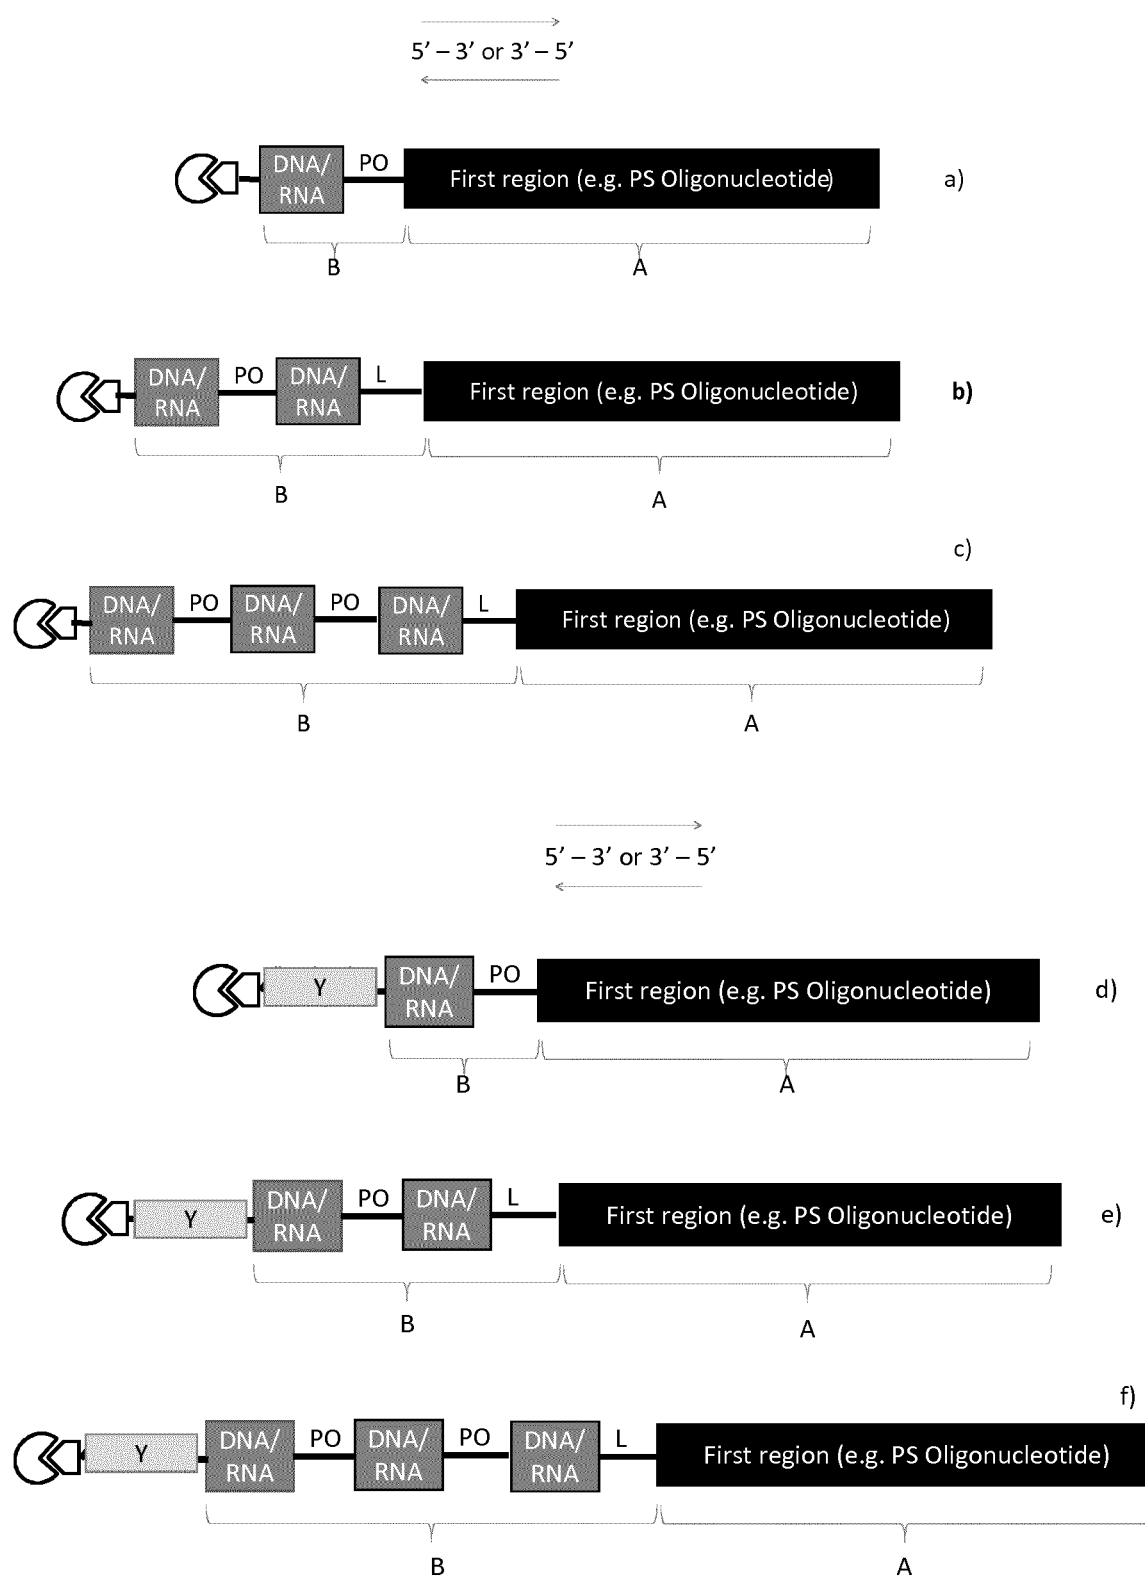 5’ – 3’ or 3’ – 5’
DNA/
RNA
PO
First region (e.g. PS Oligonucleotide)
a)
B
A
DNA/
RNA
PO
DNA/
RNA
L
First region (e.g. PS Oligonucleotide)
b)
B
A
c)
DNA/
RNA
PO
DNA/
RNA
PO
DNA/
RNA
L
First region (e.g. PS Oligonucleotide)
B
A
5’ – 3’ or 3’ – 5’
Y
DNA/
RNA
PO
First region (e.g. PS Oligonucleotide)
d)
B
A
Y
DNA/
RNA
PO
DNA/
RNA
L
First region (e.g. PS Oligonucleotide)
e)
B
A
f)
Y
DNA/
RNA
PO
DNA/
RNA
PO
DNA/
RNA
L
First region (e.g. PS Oligonucleotide)
B
A